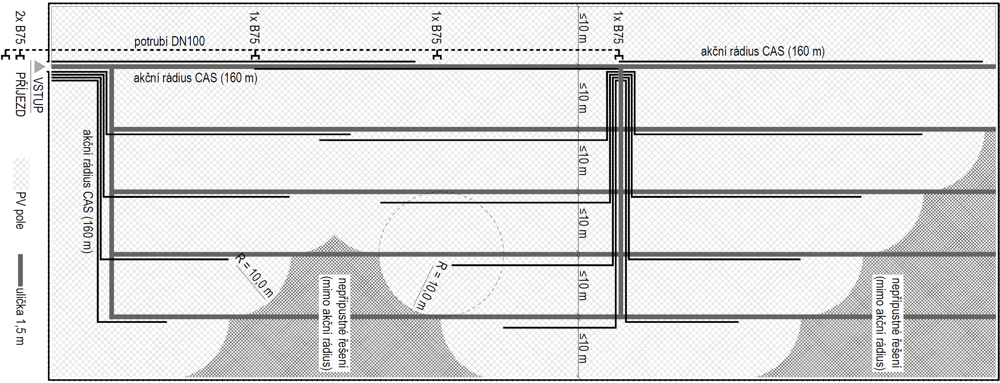 2x B75
1x B75
1x B75
1x B75
≤10 m
potrubí DN100
akční rádius CAS (160 m)
akční rádius CAS (160 m)
VSTUP
PŘÍJEZD
≤10 m
akční rádius CAS (160 m)
≤10 m
≤10 m
PV pole
R = 10,0 m
R = 10,0 m
≤10 m
nepřípustné řešení
(mimo akční rádius)
nepřípustné řešení
(mimo akční rádius)
ulička 1,5 m
≤10 m